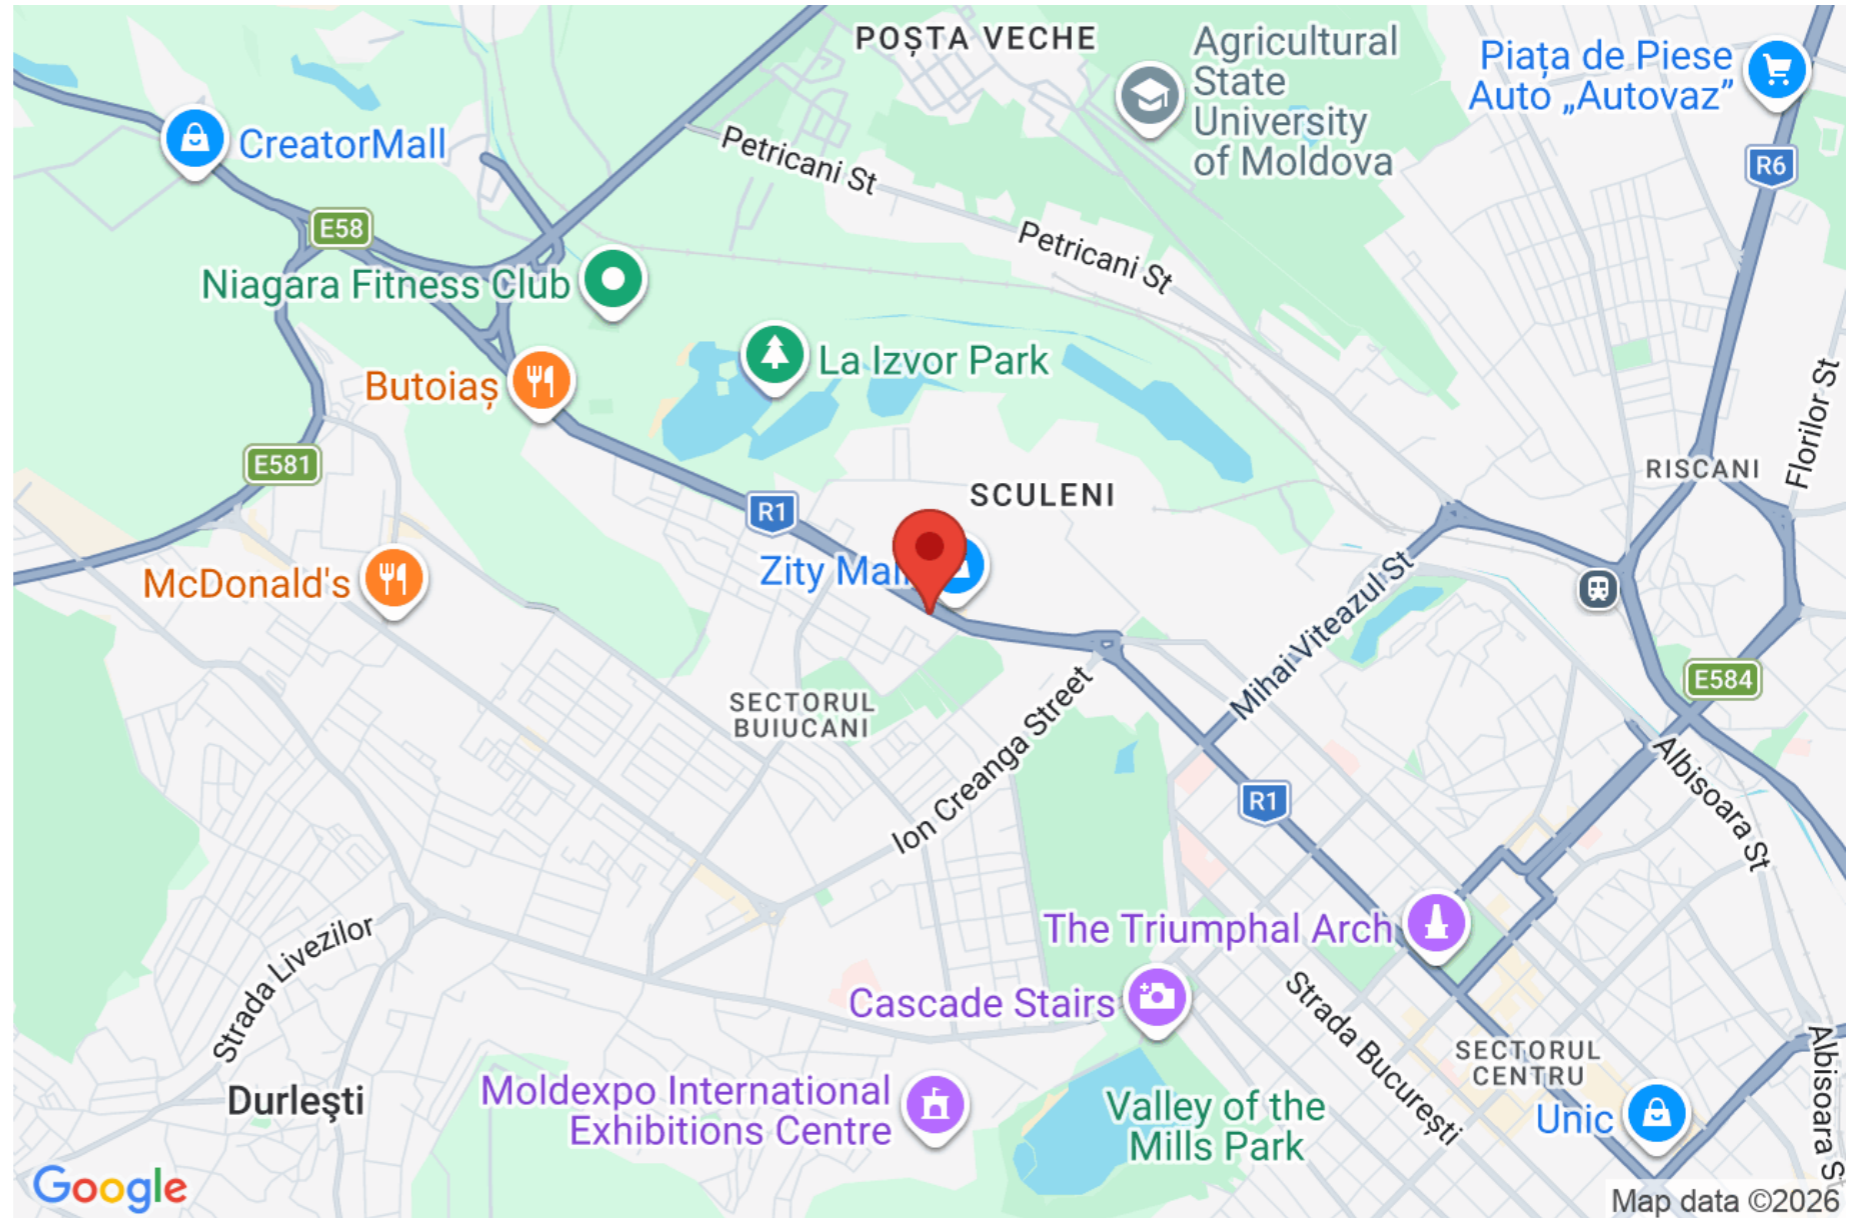 POȘTA VECHE
Agricultural
State
University
of Moldova
Piața de Piese
Auto „Autovaz”
CreatorMall
Petricani St
R6
E58
Petricani St
Niagara Fitness Club
La Izvor Park
Butoiaș
Florilor St
E581
RISCANI
SCULENI
R1
Zity Mall
McDonald's
Mihai Viteazul St
E584
SECTORUL
BUIUCANI
Ion Creanga Street
Albisoara St
R1
The Triumphal Arch
Strada Livezilor
Cascade Stairs
Strada București
SECTORUL
CENTRU
Albisoara S
Durleşti
Moldexpo International
Exhibitions Centre
Valley of the
Mills Park
Unic
Google
Map data ©2026